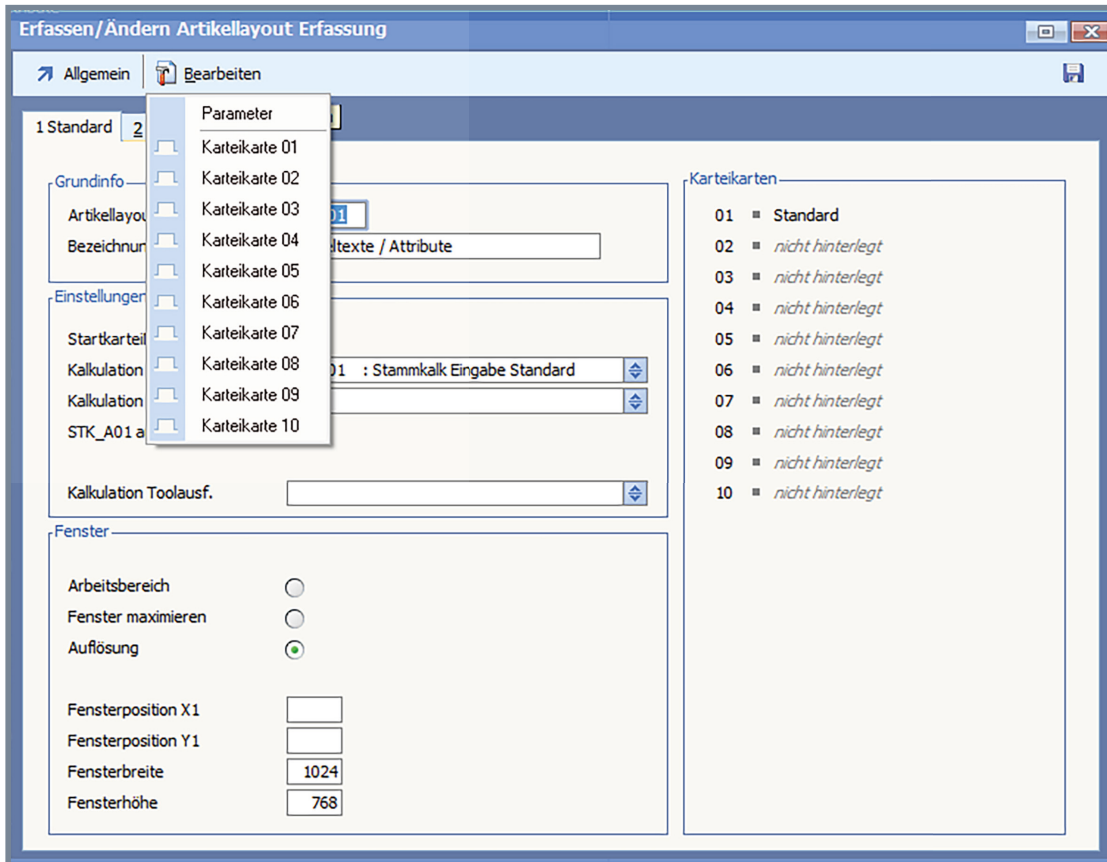 Erfassen/Ändern Artikellayout Erfassung
Allgemein Bearbeiten
1 Standard 2
Parameter
Karteikarte 01
Karteikarte 02
Karteikarte 03
Karteikarte 04
Karteikarte 05
Karteikarte 06
Karteikarte 07
Karteikarte 08
Karteikarte 09
Karteikarte 10
Grundinfo
Artikellayou 01
Bezeichnun eltexte / Attribute
Einstellungen
Startkarteil
Kalkulation 01 : Stammkalk Eingabe Standard
Kalkulation
STK_A01 a
Kalkulation Toolausf.
Fenster
Arbeitsbereich
Fenster maximieren
Auflösung
Fensterposition X1
Fensterposition Y1
Fensterbreite 1024
Fensterhöhe 768
Karteikarten
01 Standard
02 nicht hinterlegt
03 nicht hinterlegt
04 nicht hinterlegt
05 nicht hinterlegt
06 nicht hinterlegt
07 nicht hinterlegt
08 nicht hinterlegt
09 nicht hinterlegt
10 nicht hinterlegt